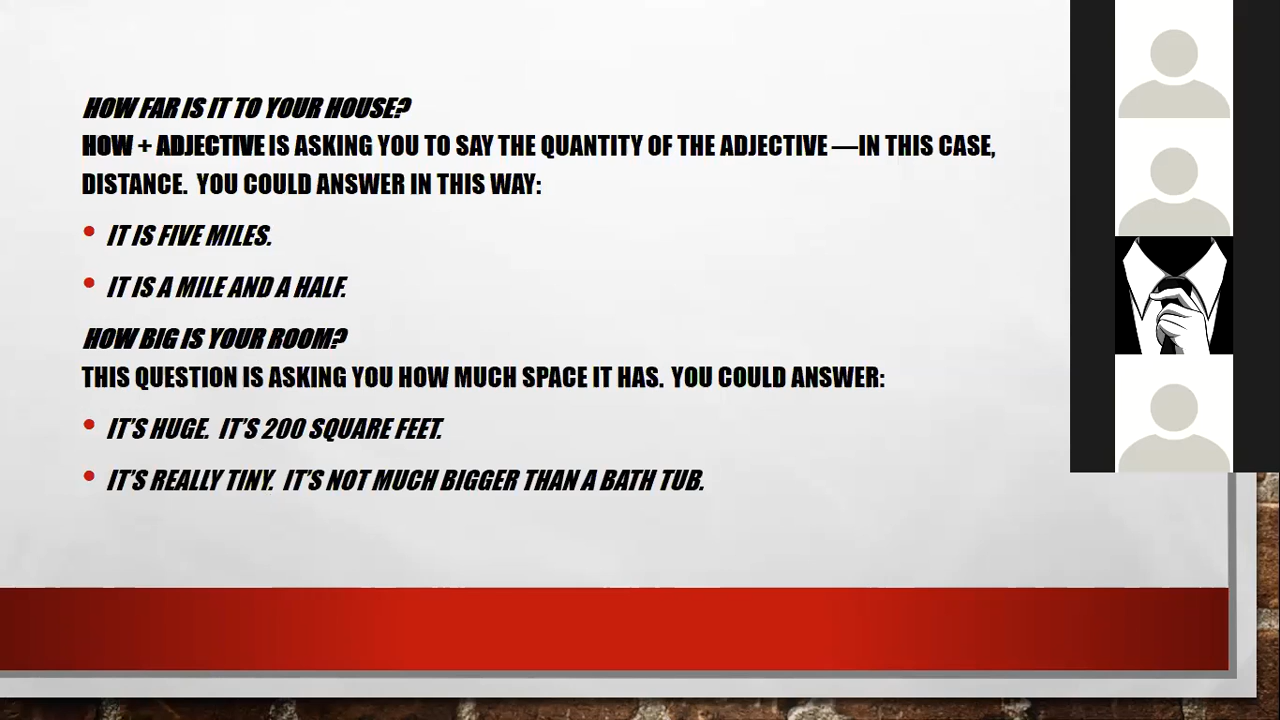 HOW FAR IS IT TO YOUR HOUSE?
HOW + ADJECTIVE IS ASKING YOU TO SAY THE QUANTITY OF THE ADJECTIVE —IN THIS CASE,
DISTANCE. YOU COULD ANSWER IN THIS WAY:
• IT IS FIVE MILES.
• IT IS A MILE AND A HALF.
HOW BIG IS YOUR ROOM?
THIS QUESTION IS ASKING YOU HOW MUCH SPACE IT HAS. YOU COULD ANSWER:
• IT'S HUGE. IT'S 200 SQUARE FEET.
• IT'S REALLY TINY. IT'S NOT MUCH BIGGER THAN A BATH TUB.